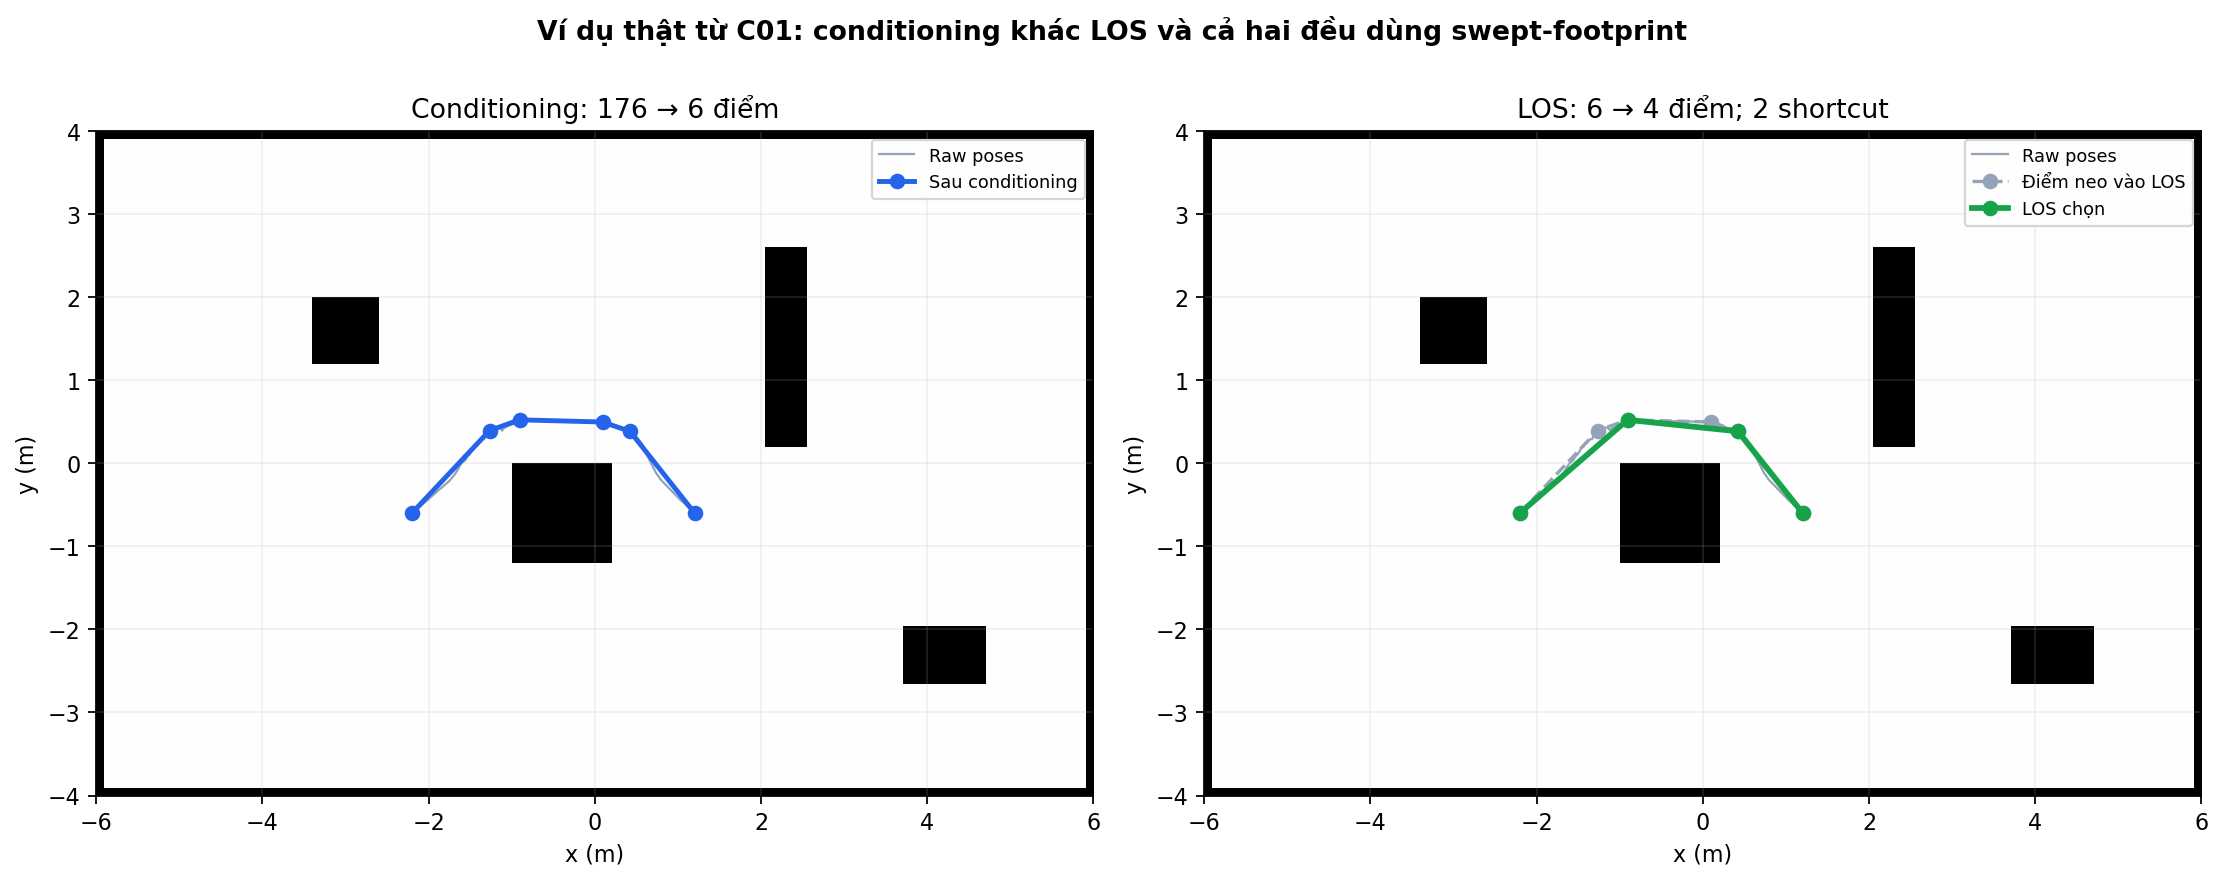 Ví dụ thật từ C01: conditioning khác LOS và cả hai đều dùng swept-footprint
Conditioning: 176 → 6 điểm
Raw poses
Sau conditioning
4
3
2
1
0
−1
−2
−3
−4
y (m)
−6
−4
−2
0
2
4
6
x (m)
LOS: 6 → 4 điểm; 2 shortcut
Raw poses
Điểm neo vào LOS
LOS chọn
4
3
2
1
0
−1
−2
−3
−4
y (m)
−6
−4
−2
0
2
4
6
x (m)